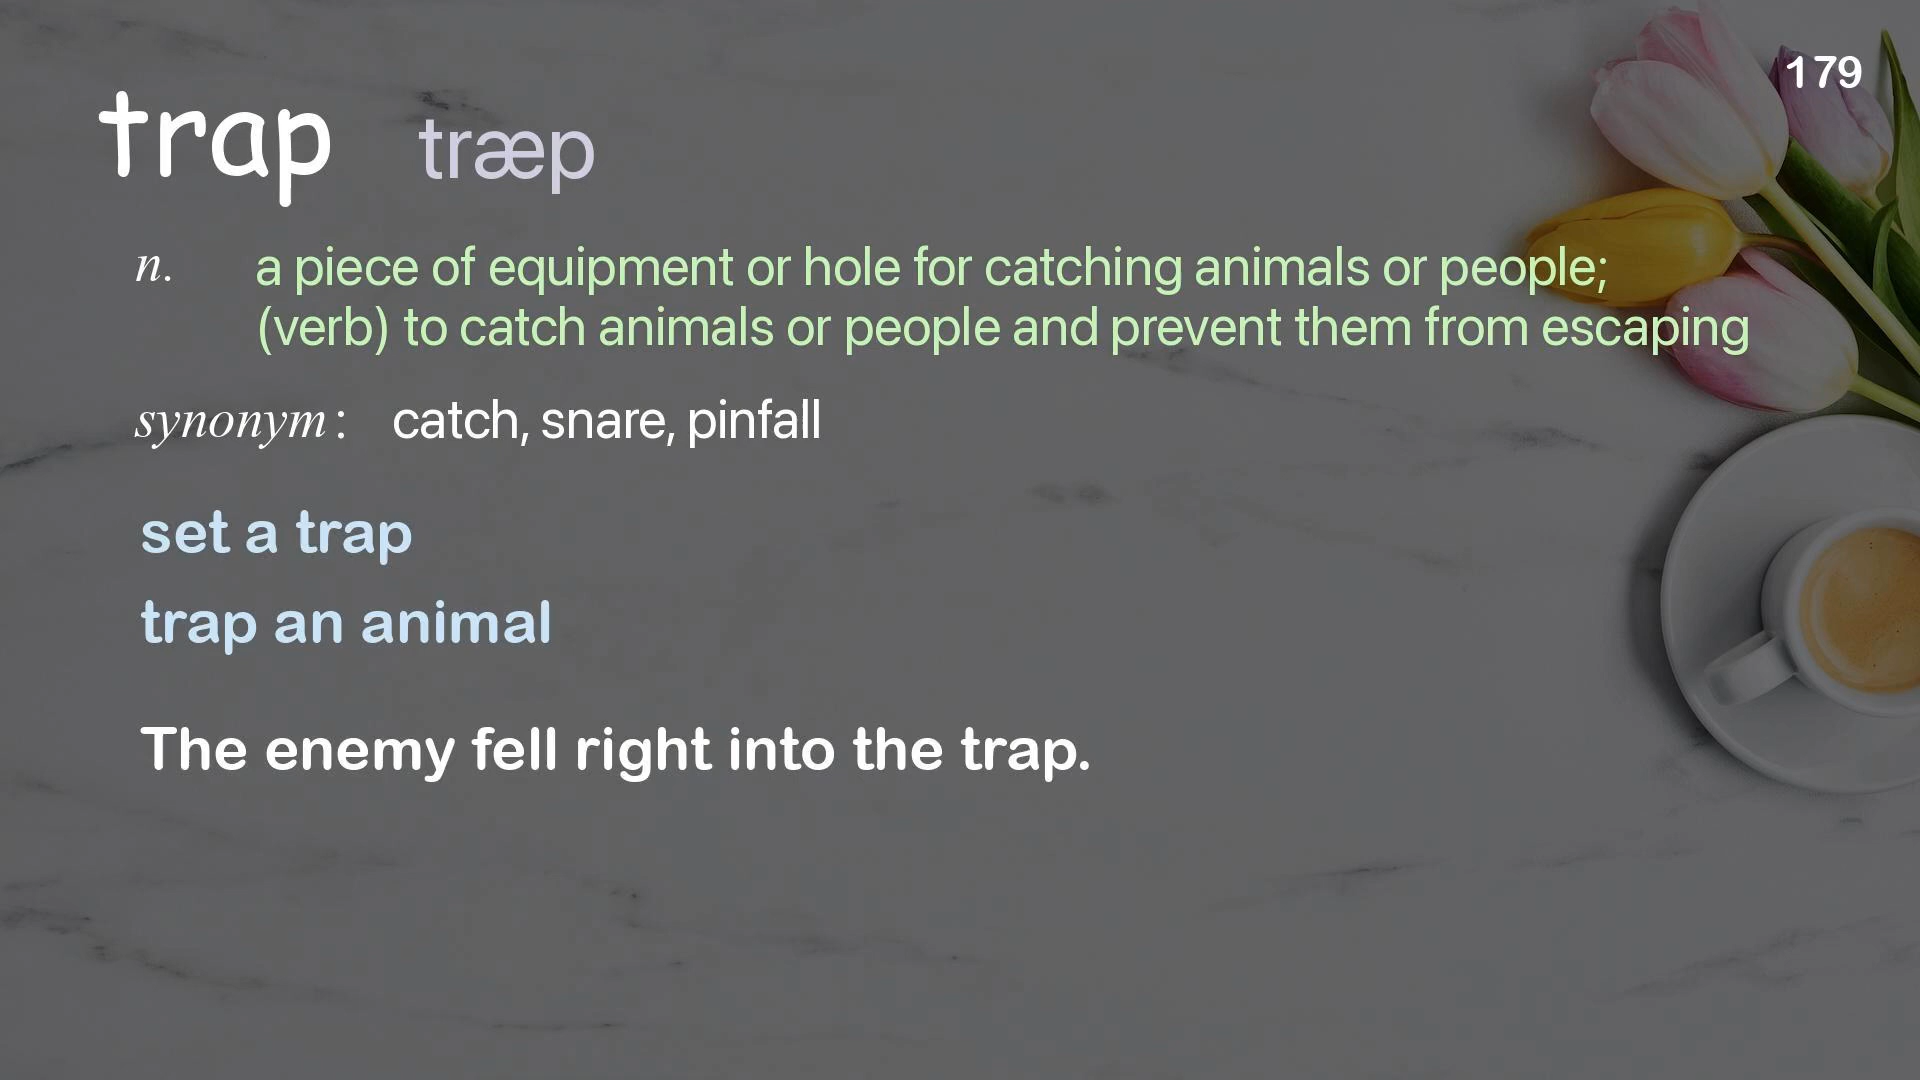 179
trap træp
n. a piece of equipment or hole for catching animals or people;
(verb) to catch animals or people and prevent them from escaping
synonym: catch, snare, pinfall
set a trap
trap an animal
The enemy fell right into the trap.